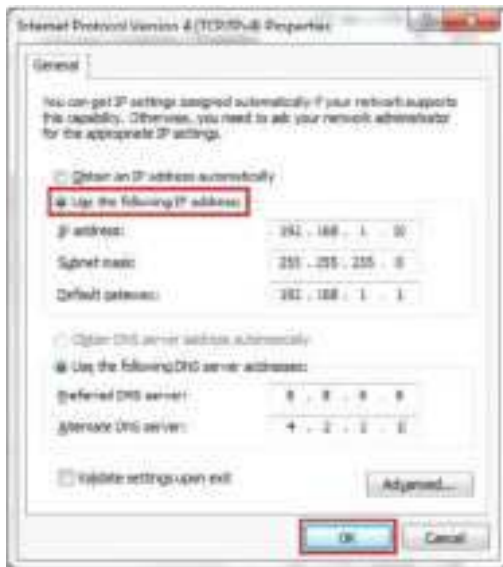 Internet Protocol Version 4 (TCP/IPv4) Properties
General
You can get IP settings assigned automatically if your network supports
this capability. Otherwise, you need to ask your network administrator
for the appropriate IP settings.
Obtain an IP address automatically
Use the following IP address:
IP address: 192 . 168 . 1 . 10
Subnet mask: 255 . 255 . 255 . 0
Default gateway: 192 . 168 . 1 . 1
Obtain DNS server address automatically
Use the following DNS server addresses:
Preferred DNS server: 8 . 8 . 8 . 8
Alternate DNS server: 4 . 2 . 2 .
Validate settings upon exit
Advanced...
OK
Cancel